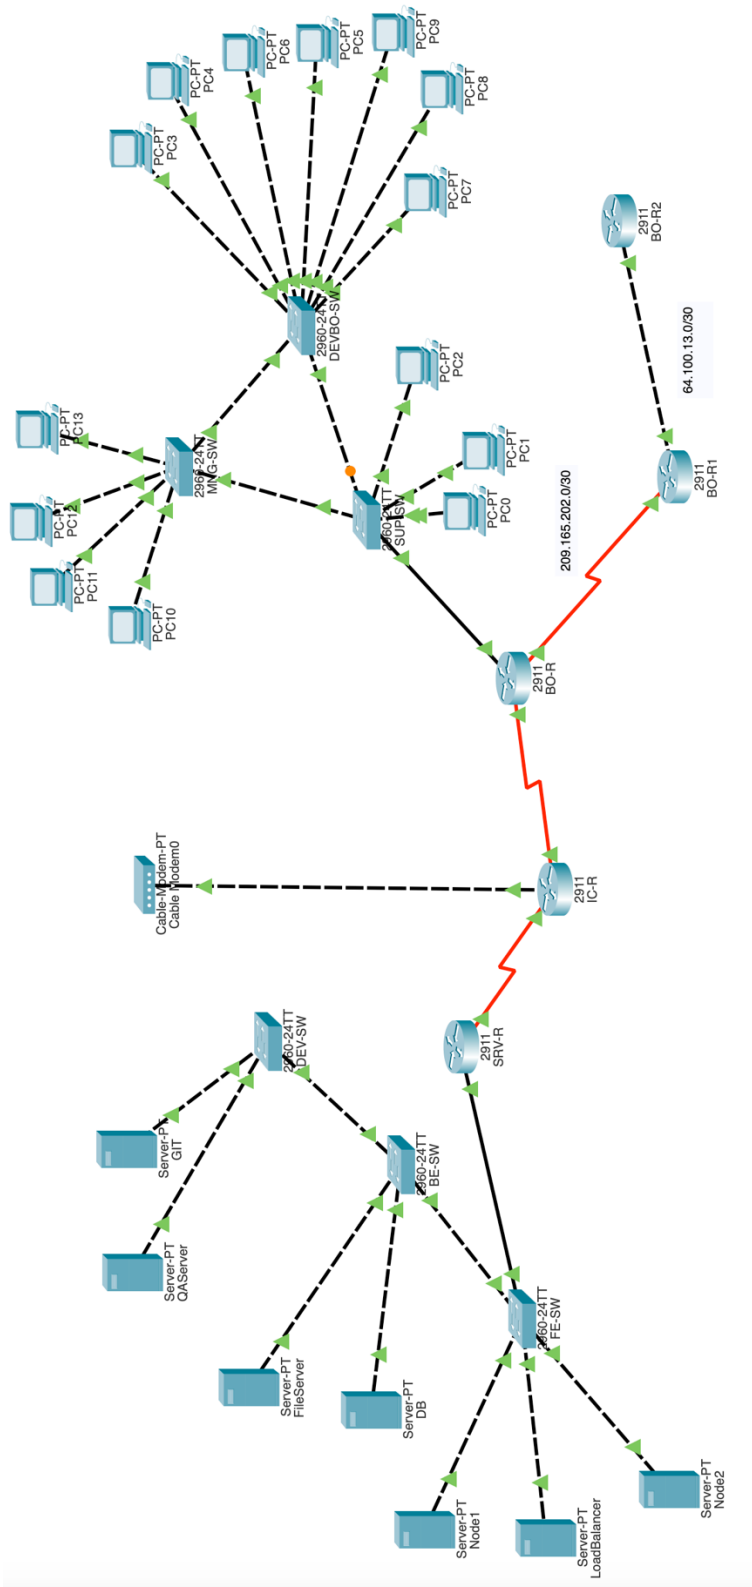 PC-PT
PC3
PC-PT
PC4
PC-PT
PC6
PC-PT
PC5
PC-PT
PC9
PC-PT
PC8
PC-PT
PC7
2960-24TT
DEVBO-SW
PC-PT
PC13
PC-PT
PC12
PC-PT
PC11
PC-PT
PC10
2960-24TT
MNG-SW
PC-PT
PC2
PC-PT
PC1
PC-PT
PC0
2960-24TT
SUP-SW
2911
BO-R2
64.100.13.0/30
2911
BO-R1
209.165.202.0/30
2911
BO-R
Cable-Modem-PT
Cable Modem0
2911
IC-R
2911
SRV-R
2960-24TT
DEV-SW
Server-PT
GIT
Server-PT
QAServer
2960-24TT
BE-SW
Server-PT
FileServer
Server-PT
DB
2960-24TT
FE-SW
Server-PT
Node1
Server-PT
LoadBalancer
Server-PT
Node2